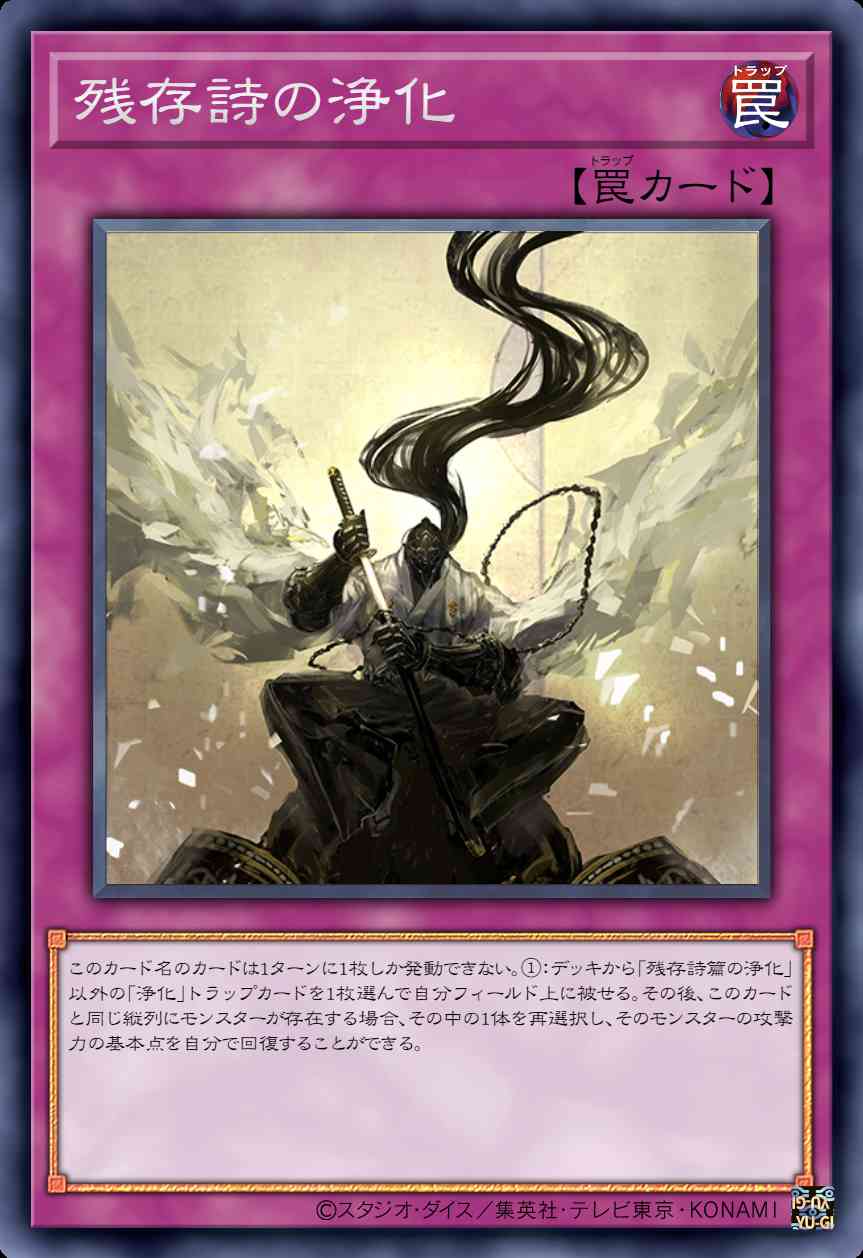 残存詩の浄化
トラップ
罠
トラップ
【罠カード】
このカード名のカードは1ターンに1枚しか発動できない。①:デッキから「残存詩篇の浄化」
以外の「浄化」トラップカードを1枚選んで自分フィールド上に被せる。その後、このカード
と同じ縦列にモンスターが存在する場合、その中の1体を再選択し、そのモンスターの攻撃
力の基本点を自分で回復することができる。
©スタジオ・ダイス／集英社・テレビ東京・KONAMI
YU-GI